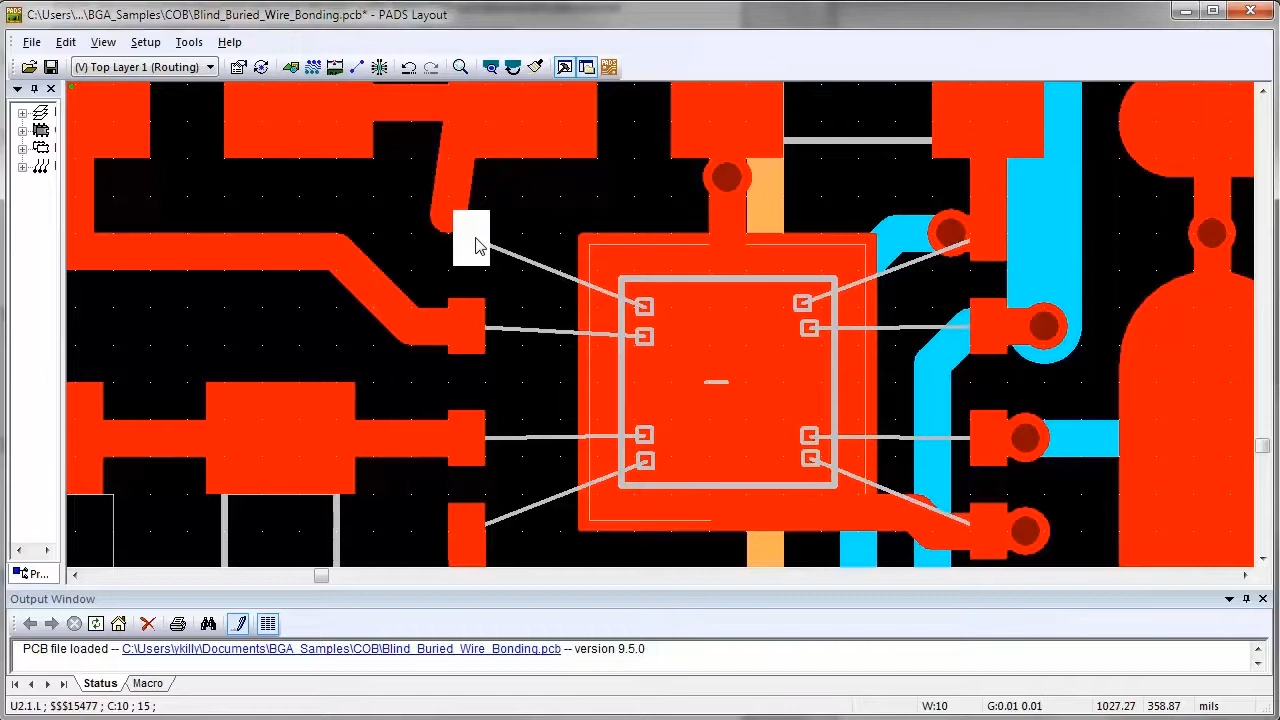 C:\Users\...\BGA_Samples\COB\Blind_Buried_Wire_Bonding.pcb* - PADS Layout
File Edit View Setup Tools Help
(V) Top Layer 1 (Routing)
Pr...
Output Window
PCB file loaded -- C:\Users\vkilly\Documents\BGA_Samples\COB\Blind_Buried_Wire_Bonding.pcb -- version 9.5.0
Status Macro
U2.1.L ; $$$15477 ; C:10 ; 15 ; W:10 G:0.01 0.01 1027.27 358.87 mils